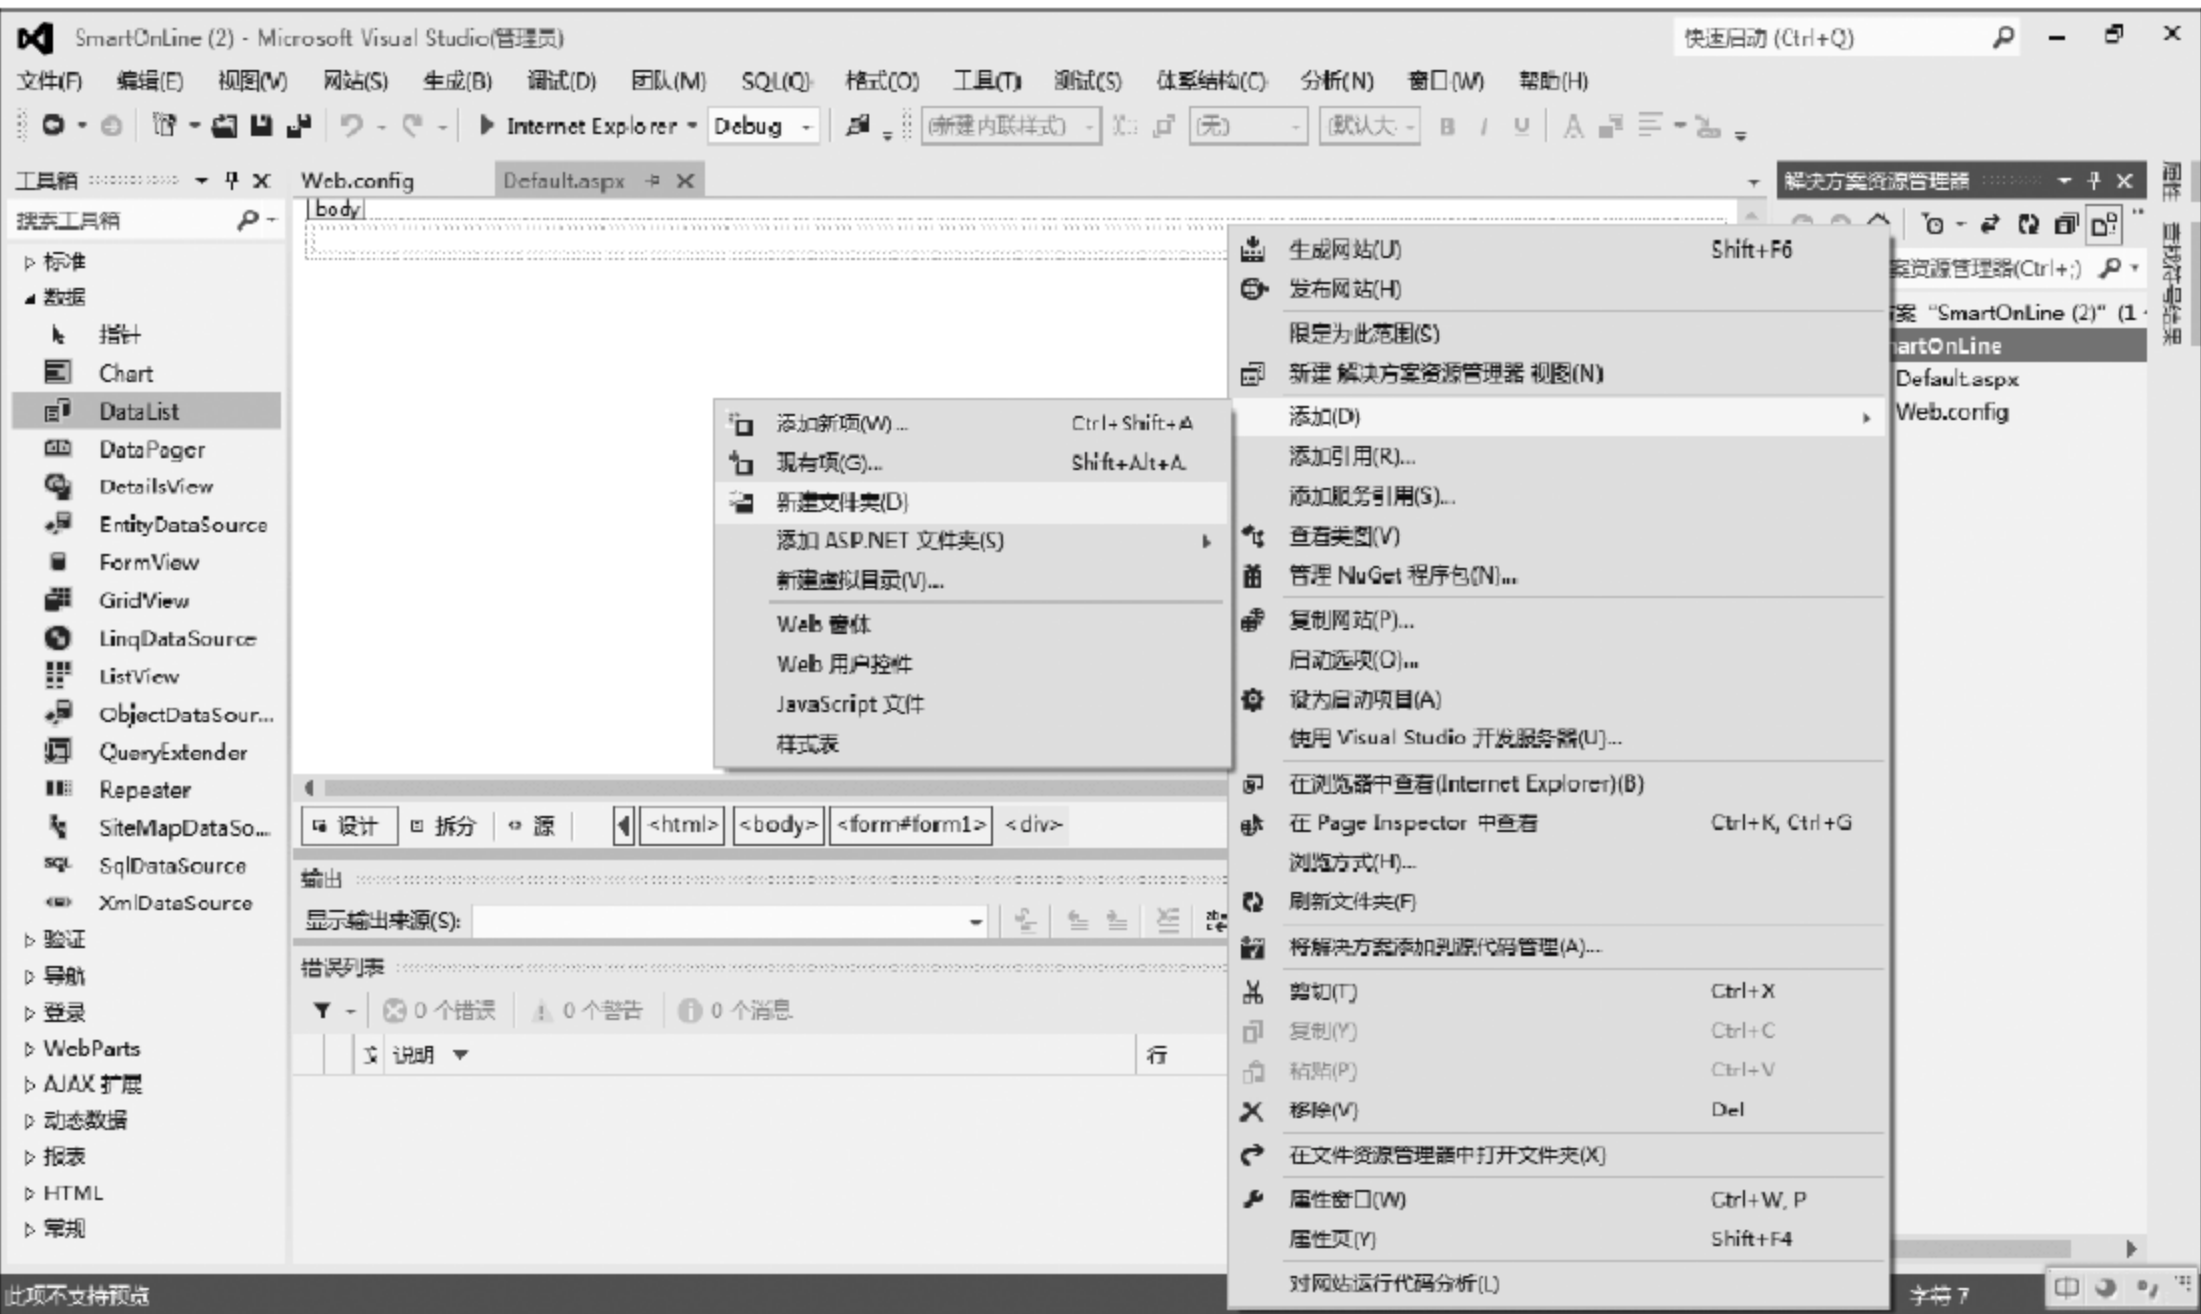 SmartOnLine (2) - Microsoft Visual Studio(管理员)
快速启动 (Ctrl+Q)
文件(F) 编辑(E) 视图(V) 网站(S) 生成(B) 调试(D) 团队(M) SQL(Q) 格式(O) 工具(T) 测试(S) 体系结构(C) 分析(N) 窗口(W) 帮助(H)
Internet Explorer Debug (新建内联样式) (无) (默认大 B I U A
工具箱
搜索工具箱
标准
数据
指针
Chart
DataList
DataPager
DetailsView
EntityDataSource
FormView
GridView
LinqDataSource
ListView
ObjectDataSour...
QueryExtender
Repeater
SiteMapDataSo...
SqlDataSource
XmlDataSource
验证
导航
登录
WebParts
AJAX 扩展
动态数据
报表
HTML
常规
Web.config Default.aspx
body
添加新项(W)... Ctrl+Shift+A
现有项(G)... Shift+Alt+A
新建文件夹(D)
添加 ASP.NET 文件夹(S)
新建虚拟目录(V)...
Web 窗体
Web 用户控件
JavaScript 文件
样式表
设计 拆分 源 <html> <body> <form#form1> <div>
输出
显示输出来源(S):
错误列表
0 个错误 0 个警告 0 个消息
说明 行
生成网站(U) Shift+F6
发布网站(H)
限定为此范围(S)
新建 解决方案资源管理器 视图(N)
添加(D)
添加引用(R)...
添加服务引用(S)...
查看类图(V)
管理 NuGet 程序包(N)...
复制网站(P)...
启动选项(O)...
设为启动项目(A)
使用 Visual Studio 开发服务器(U)...
在浏览器中查看(Internet Explorer)(B)
在 Page Inspector 中查看 Ctrl+K, Ctrl+G
浏览方式(H)...
刷新文件夹(F)
将解决方案添加到源代码管理(A)...
剪切(T) Ctrl+X
复制(Y) Ctrl+C
粘贴(P) Ctrl+V
移除(V) Del
在文件资源管理器中打开文件夹(X)
属性窗口(W) Ctrl+W, P
属性页(Y) Shift+F4
对网站运行代码分析(L)
解决方案资源管理器
案资源管理器(Ctrl+;)
案 "SmartOnLine (2)" (1
artOnLine
Default.aspx
Web.config
属性
查找符号结果
此项不支持预览
字符 7
中